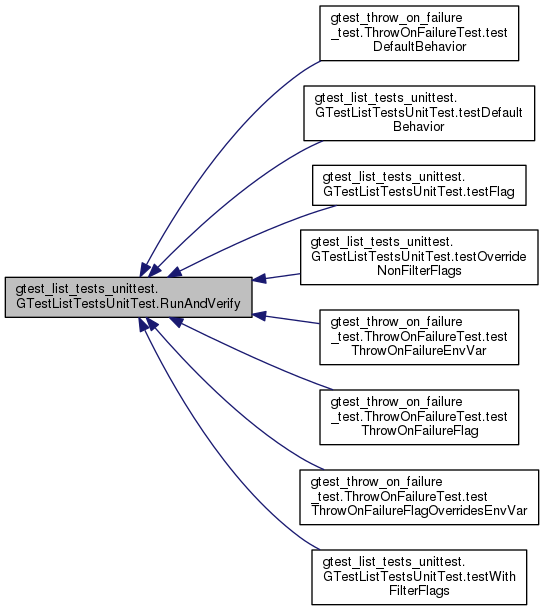 gtest_throw_on_failure
_test.ThrowOnFailureTest.test
DefaultBehavior
gtest_list_tests_unittest.
GTestListTestsUnitTest.testDefault
Behavior
gtest_list_tests_unittest.
GTestListTestsUnitTest.testFlag
gtest_list_tests_unittest.
GTestListTestsUnitTest.testOverride
NonFilterFlags
gtest_list_tests_unittest.
GTestListTestsUnitTest.RunAndVerify
gtest_throw_on_failure
_test.ThrowOnFailureTest.test
ThrowOnFailureEnvVar
gtest_throw_on_failure
_test.ThrowOnFailureTest.test
ThrowOnFailureFlag
gtest_throw_on_failure
_test.ThrowOnFailureTest.test
ThrowOnFailureFlagOverridesEnvVar
gtest_list_tests_unittest.
GTestListTestsUnitTest.testWith
FilterFlags